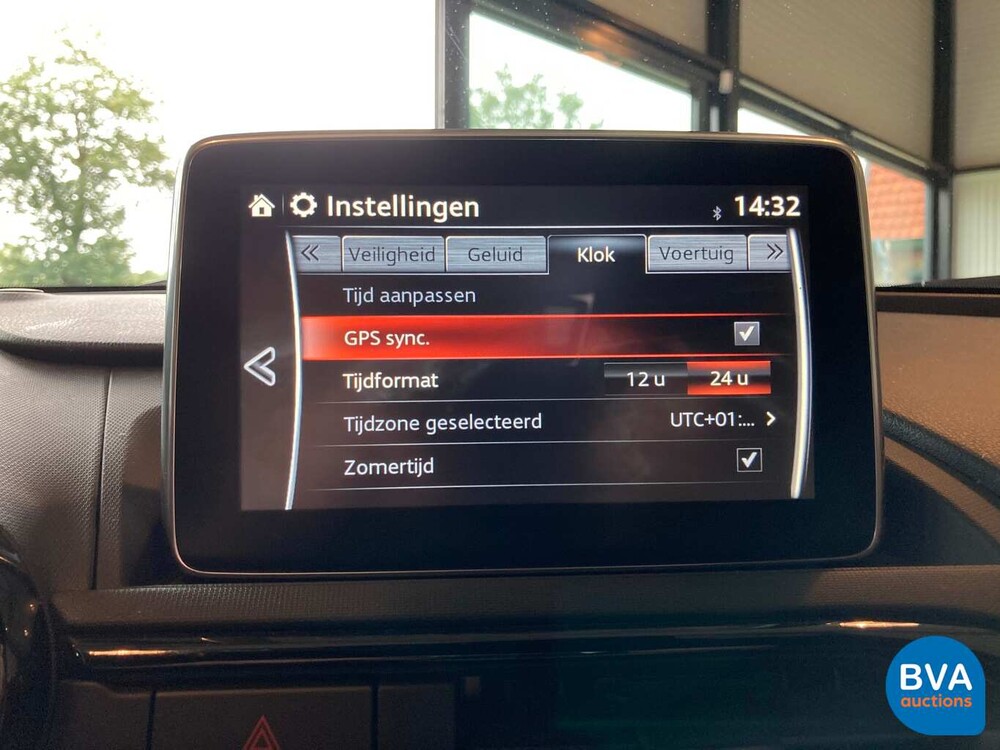 Instellingen 14:32
Veiligheid Geluid Klok Voertuig
Tijd aanpassen
GPS sync.
Tijdformat 12 u 24 u
Tijdzone geselecteerd UTC+01:...
Zomertijd
BVA
auctions